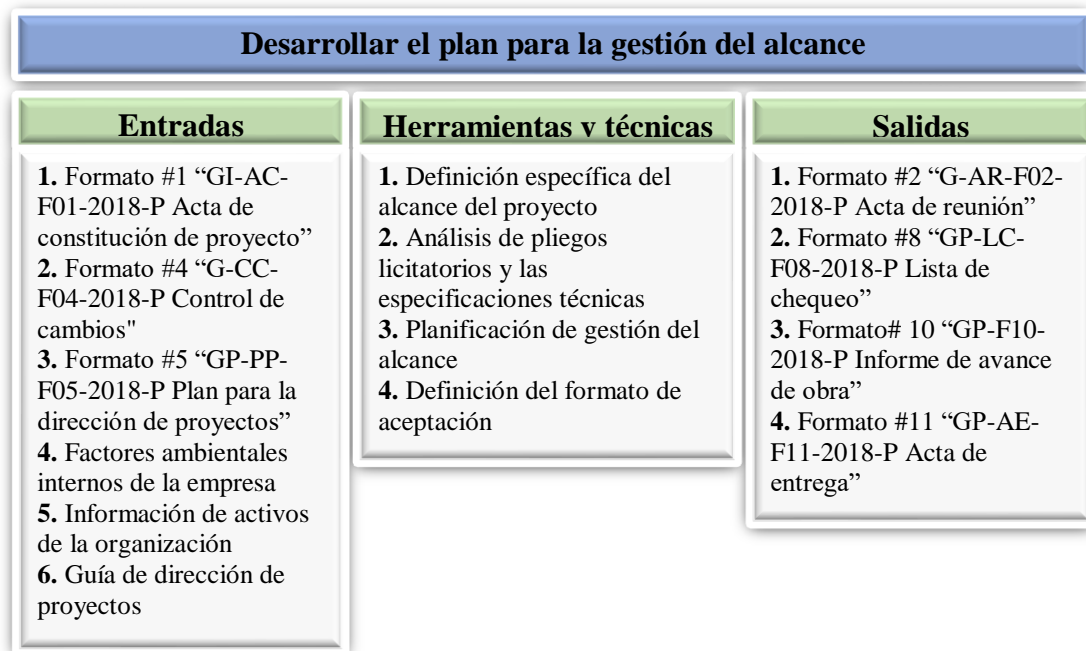 Desarrollar el plan para la gestión del alcance
Entradas
1. Formato #1 “GI-AC-
F01-2018-P Acta de
constitución de proyecto”
2. Formato #4 “G-CC-
F04-2018-P Control de
cambios"
3. Formato #5 “GP-PP-
F05-2018-P Plan para la
dirección de proyectos”
4. Factores ambientales
internos de la empresa
5. Información de activos
de la organización
6. Guía de dirección de
proyectos
Herramientas y técnicas
1. Definición específica del
alcance del proyecto
2. Análisis de pliegos
licitatorios y las
especificaciones técnicas
3. Planificación de gestión del
alcance
4. Definición del formato de
aceptación
Salidas
1. Formato #2 “G-AR-F02-
2018-P Acta de reunión”
2. Formato #8 “GP-LC-
F08-2018-P Lista de
chequeo”
3. Formato# 10 “GP-F10-
2018-P Informe de avance
de obra”
4. Formato #11 “GP-AE-
F11-2018-P Acta de
entrega”